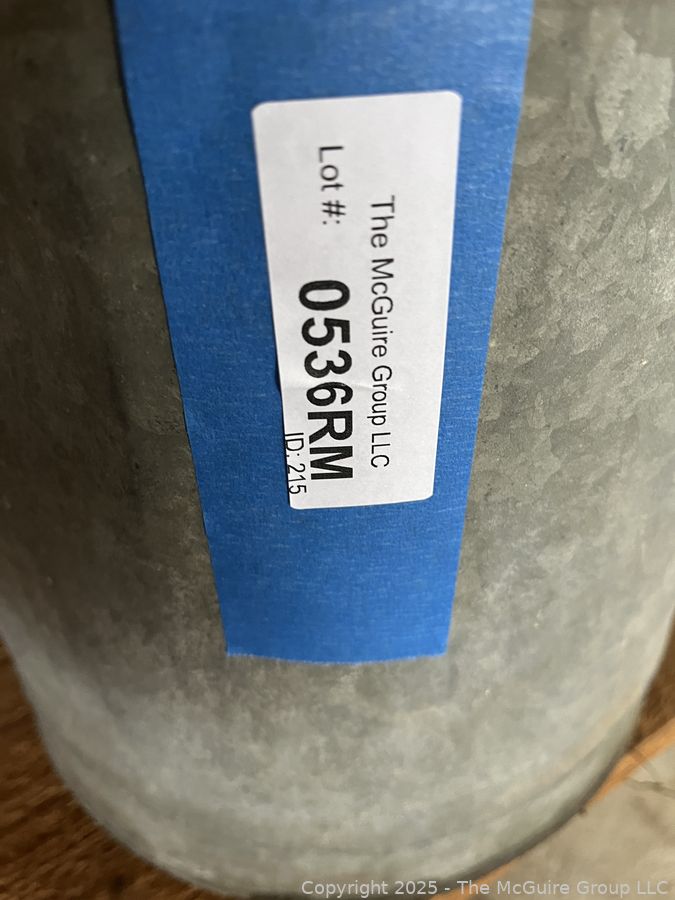 The McGuire Group LLC
Lot #: 0536RM
ID: 215
Copyright 2025 - The McGuire Group LLC